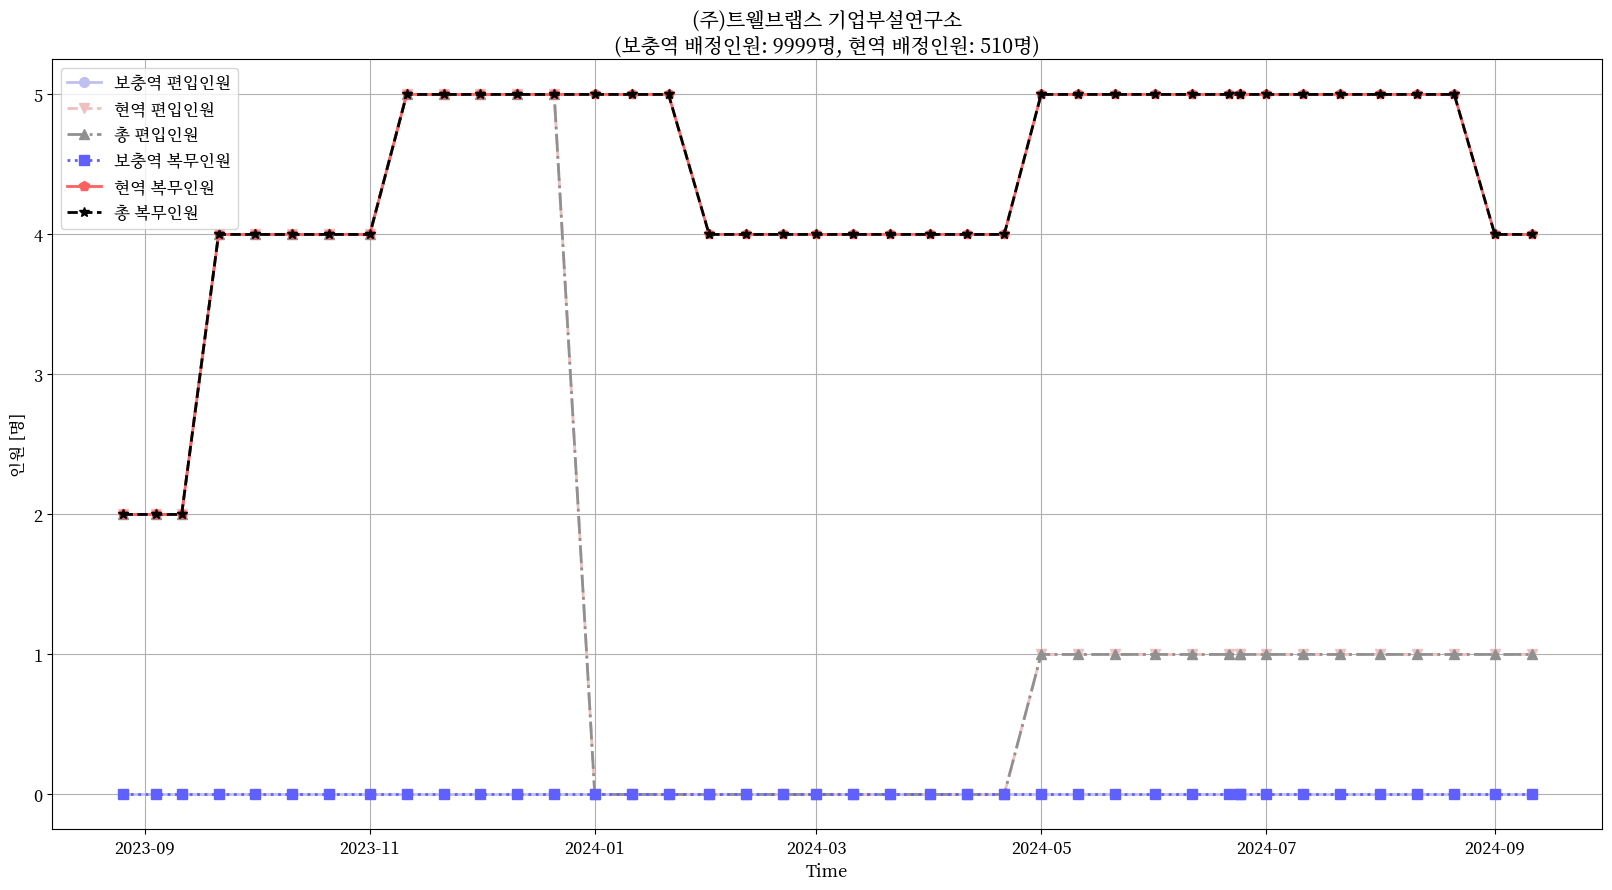 (주)트웰브랩스 기업부설연구소
(보충역 배정인원: 9999명, 현역 배정인원: 510명)
보충역 편입인원
현역 편입인원
총 편입인원
보충역 복무인원
현역 복무인원
총 복무인원
5
4
3
2
1
0
인원 [명]
2023-09 2023-11 2024-01 2024-03 2024-05 2024-07 2024-09
Time